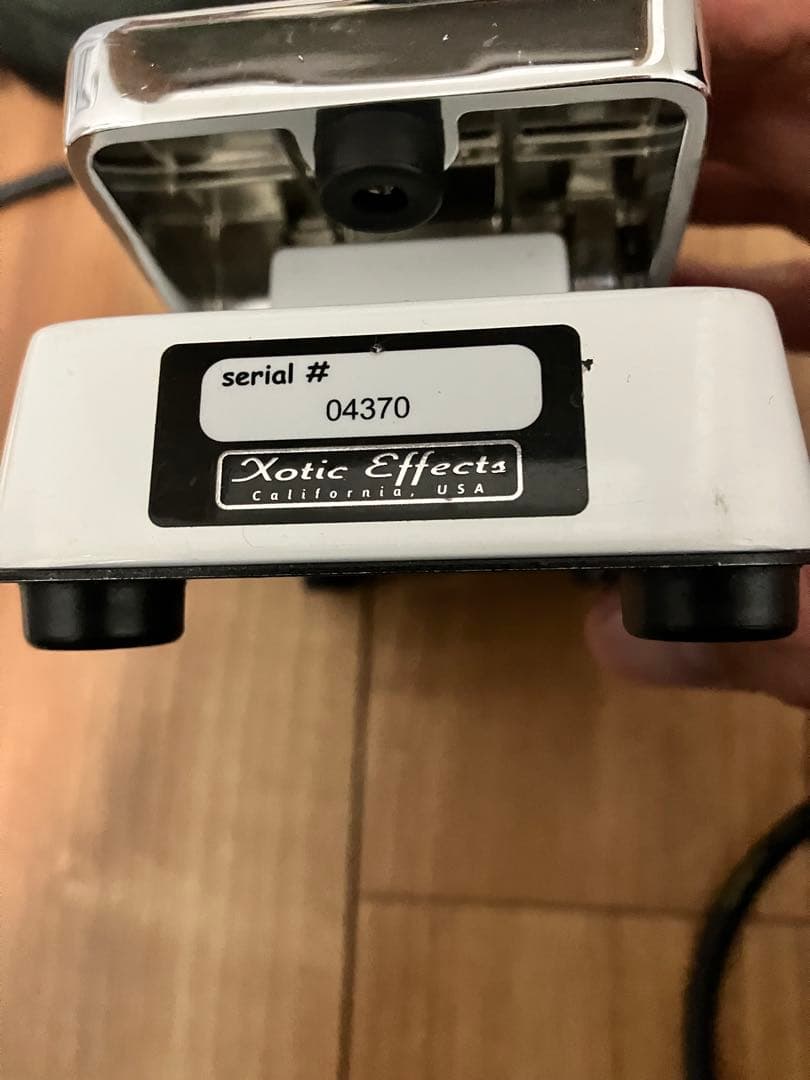 serial #
04370
Xotic Effects
California, USA